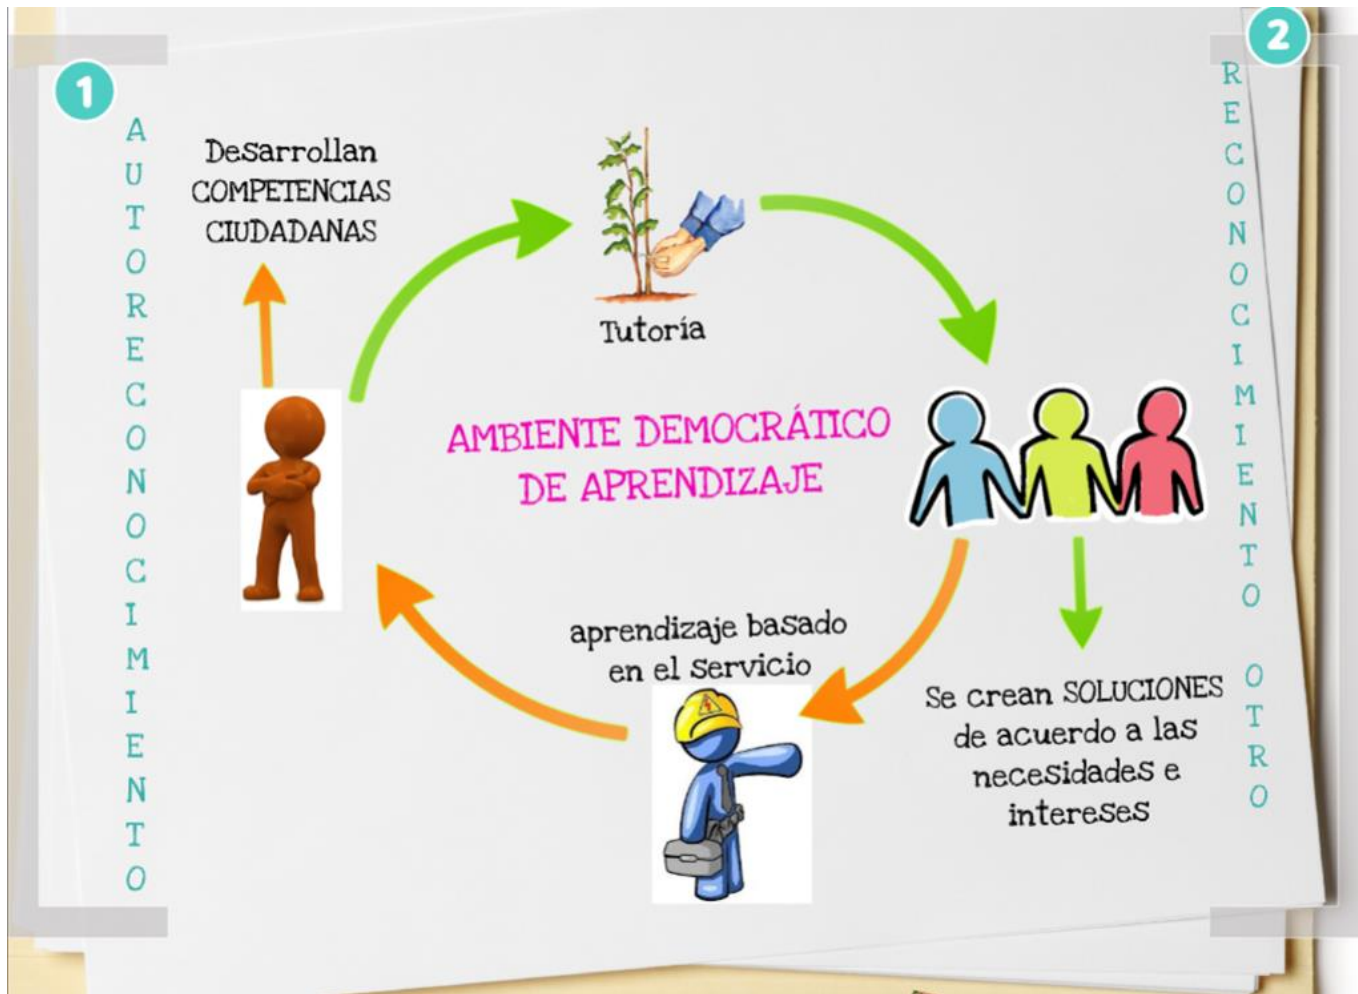 1
AUTORECONOCIMIENTO
Desarrollan
COMPETENCIAS
CIUDADANAS
Tutoría
AMBIENTE DEMOCRÁTICO
DE APRENDIZAJE
aprendizaje basado
en el servicio
Se crean SOLUCIONES
de acuerdo a las
necesidades e
intereses
2
RECONOCIMIENTO OTRO